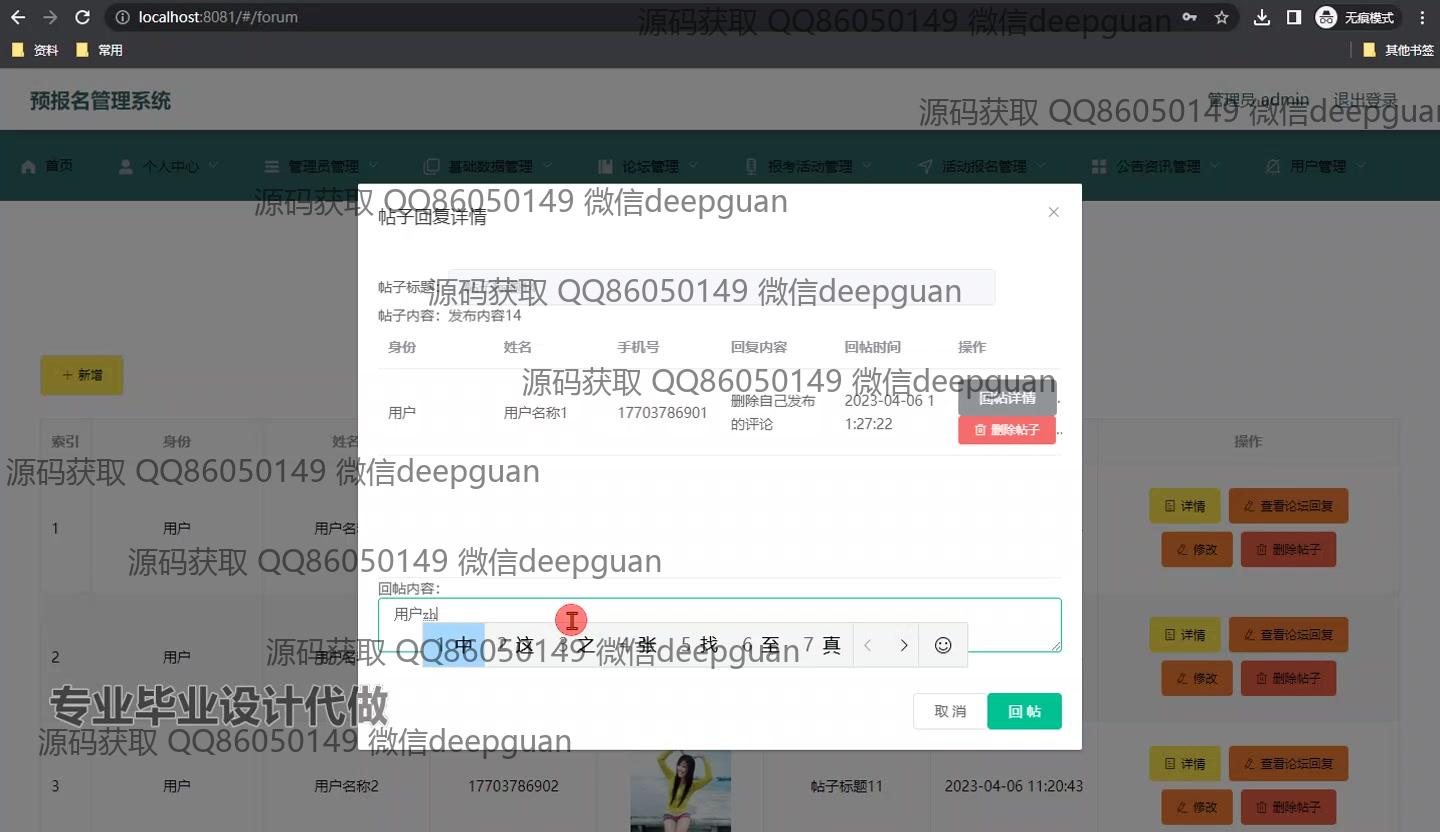 localhost:8081/#/forum
无痕模式
资料
常用
其他书签
源码获取 QQ86050149 微信deepguan
预报名管理系统
管理员 admin
退出登录
源码获取 QQ86050149 微信deepguan
首页
个人中心
管理员管理
基础数据管理
论坛管理
报考活动管理
活动报名管理
公告资讯管理
用户管理
源码获取 QQ86050149 微信deepguan
帖子回复详情
帖子标题:
源码获取 QQ86050149 微信deepguan
帖子内容: 发布内容14
身份 姓名 手机号 回复内容 回帖时间 操作
源码获取 QQ86050149 微信deepguan
用户 用户名称1 17703786901
删除自己发布的评论
2023-04-06 11:27:22
回帖详情
删除帖子
+ 新增
索引 身份 姓名 操作
源码获取 QQ86050149 微信deepguan
1 用户
详情 查看论坛回复
修改 删除帖子
源码获取 QQ86050149 微信deepguan
回帖内容:
用户zh
1 中 2 这 3 之 4 张 5 找 6 至 7 真
源码获取 QQ86050149 微信deepguan
2 用户
详情 查看论坛回复
修改 删除帖子
专业毕业设计代做
取消 回帖
源码获取 QQ86050149 微信deepguan
3 用户 用户名称2 17703786902 帖子标题11 2023-04-06 11:20:43
详情 查看论坛回复
修改 删除帖子